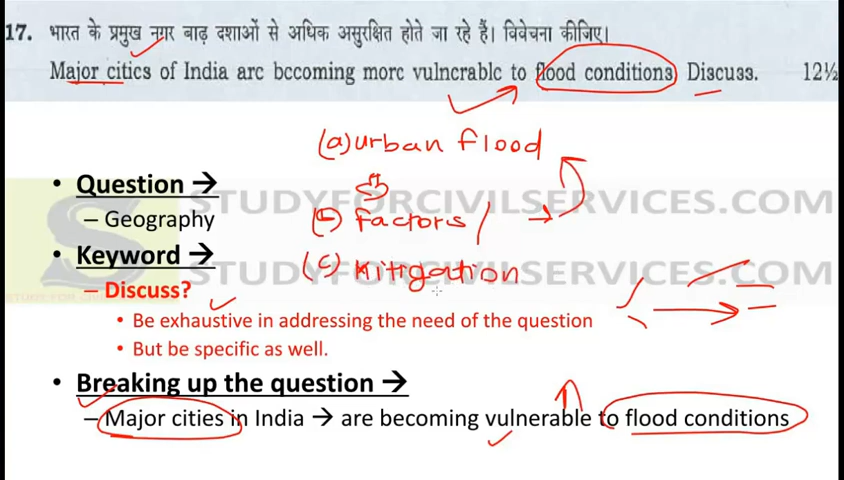 17. भारत के प्रमुख नगर बाढ़ दशाओं से अधिक असुरक्षित होते जा रहे हैं। विवेचना कीजिए।
Major cities of India are becoming more vulnerable to flood conditions Discuss. 12½
(a) urban flood
• Question →
STUDYFORCIVILSERVICES.COM
– Geography
(b) Factors /
• Keyword →
(c) Mitigation
STUDYFORCIVILSERVICES.COM
– Discuss?
• Be exhaustive in addressing the need of the question
• But be specific as well.
• Breaking up the question →
– Major cities in India → are becoming vulnerable to flood conditions